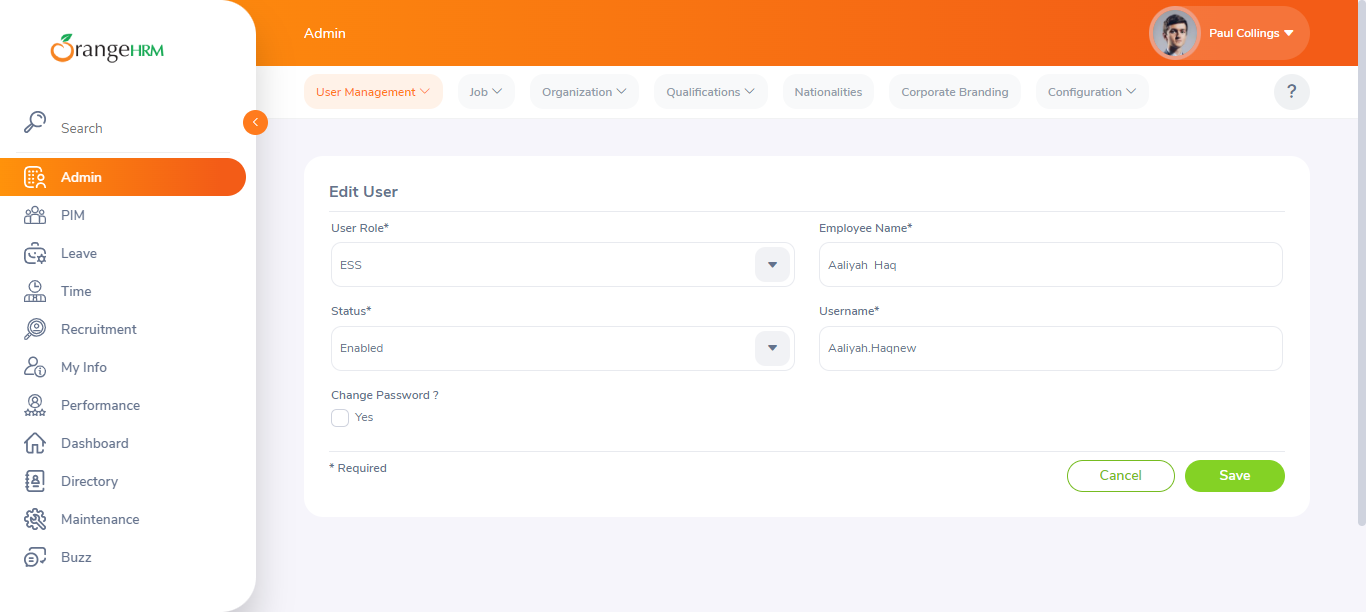 OrangeHRM
Search
Admin
PIM
Leave
Time
Recruitment
My Info
Performance
Dashboard
Directory
Maintenance
Buzz
Admin
Paul Collings
User Management
Job
Organization
Qualifications
Nationalities
Corporate Branding
Configuration
?
Edit User
User Role*
Employee Name*
ESS
Aaliyah  Haq
Status*
Username*
Enabled
Aaliyah.Haqnew
Change Password ?
Yes
* Required
Cancel
Save